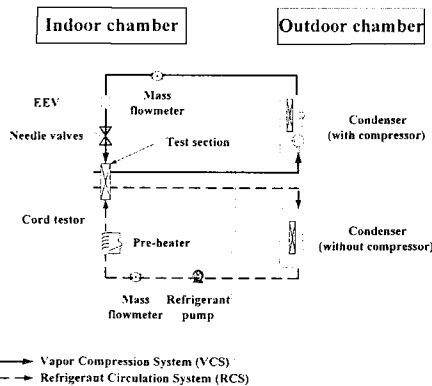 Indoor chamber
Outdoor chamber
EEV
Mass
flowmeter
Needle valves
Test section
Condenser
(with compressor)
Cord testor
Pre-heater
Condenser
(without compressor)
Mass
flowmeter
Refrigerant
pump
Vapor Compression System (VCS)
Refrigerant Circulation System (RCS)